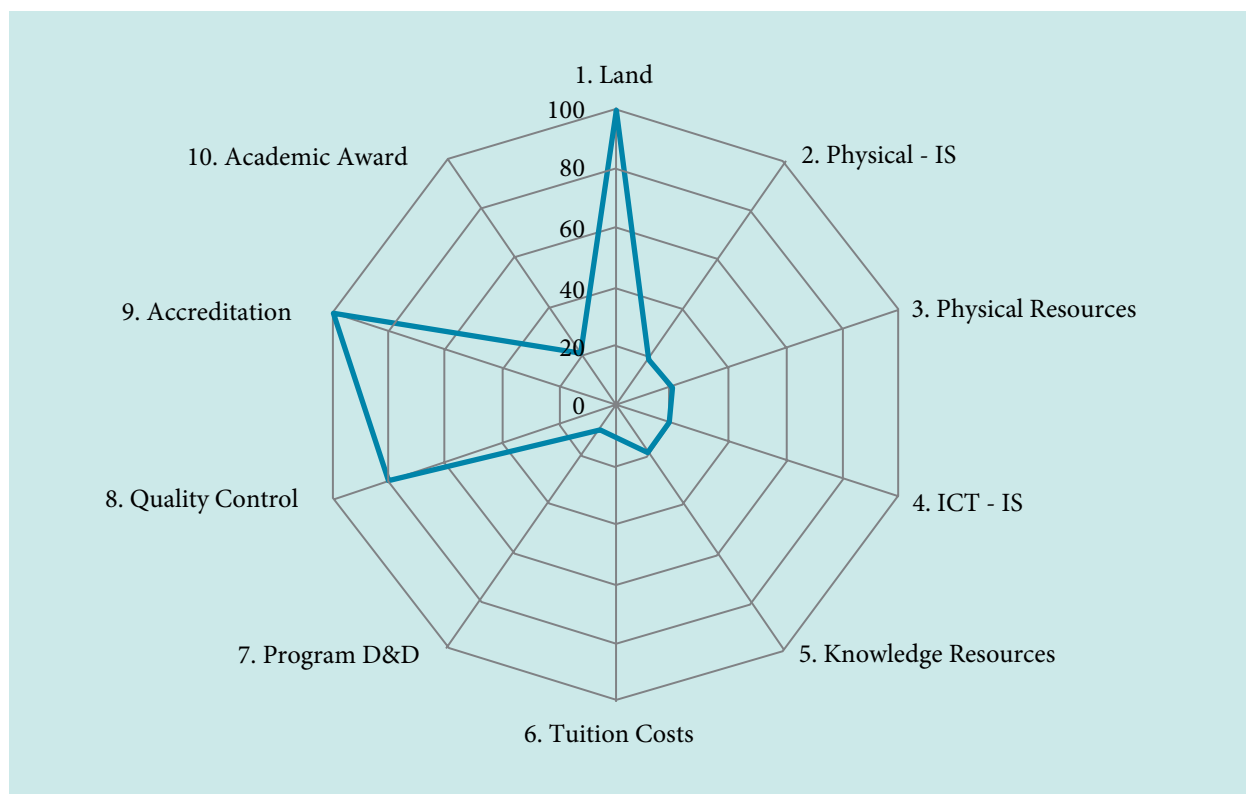 1. Land
100
10. Academic Award
2. Physical - IS
80
60
9. Accreditation
3. Physical Resources
40
20
0
8. Quality Control
4. ICT - IS
7. Program D&D
5. Knowledge Resources
6. Tuition Costs